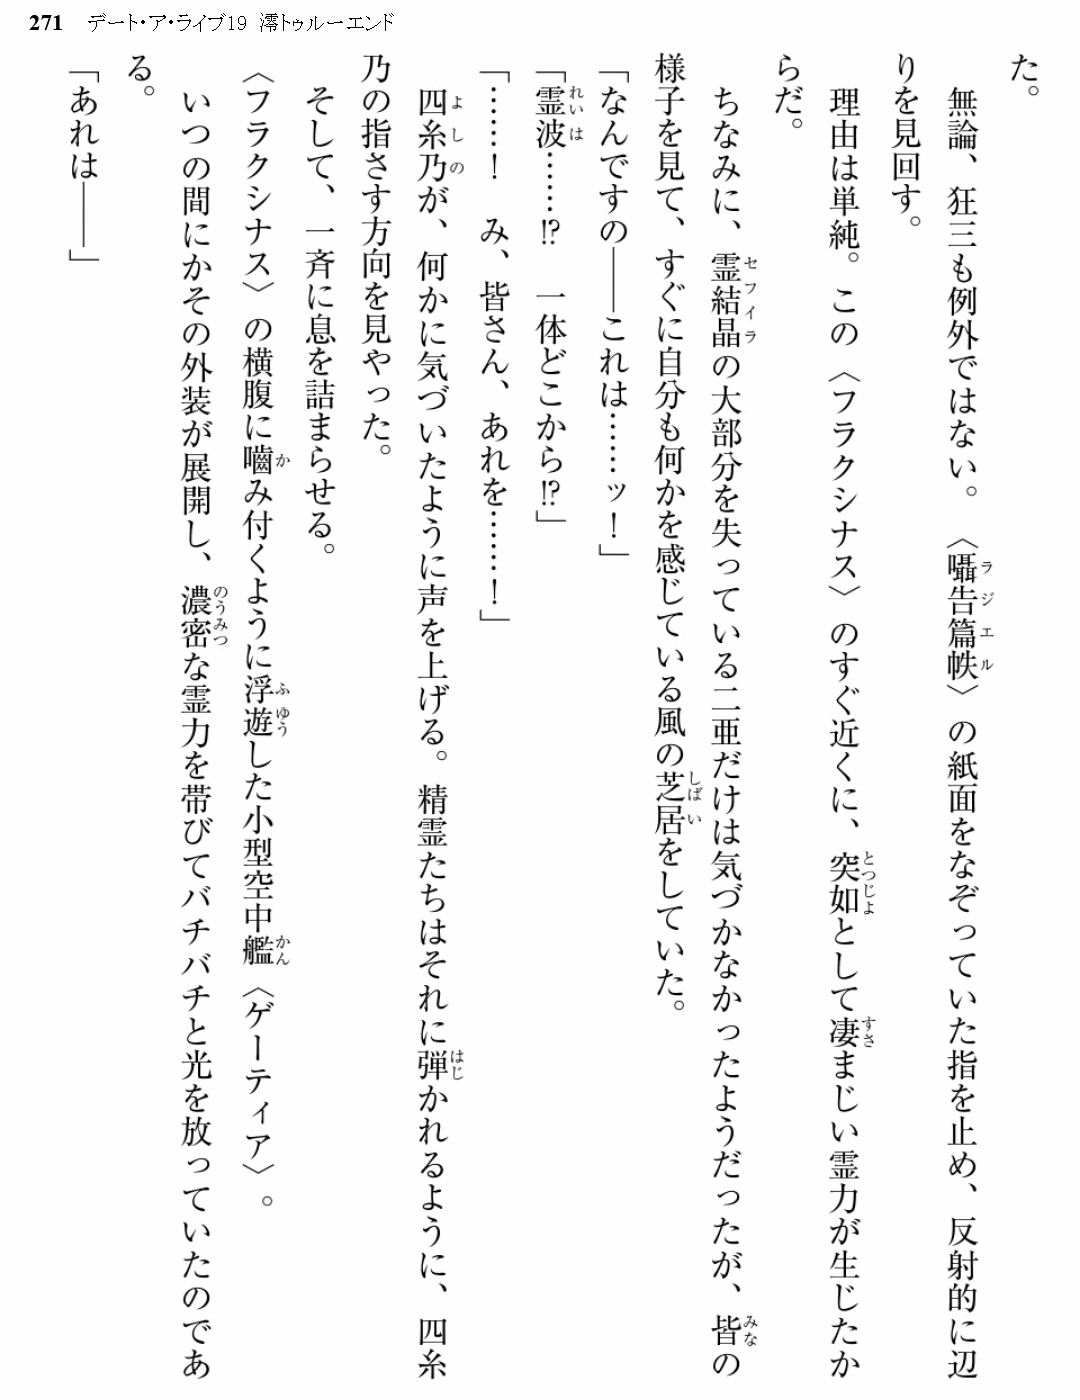 271 デート・ア・ライブ19 澪トゥルーエンド
た。
無論、狂三も例外ではない。〈囁告篇帙〉の紙面をなぞっていた指を止め、反射的に辺
りを見回す。
理由は単純。この〈フラクシナス〉のすぐ近くに、突如として凄まじい霊力が生じたか
らだ。
ちなみに、霊結晶の大部分を失っている二亜だけは気づかなかったようだったが、皆の
様子を見て、すぐに自分も何かを感じている風の芝居をしていた。
「なんですの――これは……ッ！」
「霊波……!?　一体どこから!?」
「……！　み、皆さん、あれを……！」
四糸乃が、何かに気づいたように声を上げる。精霊たちはそれに弾かれるように、四糸
乃の指さす方向を見やった。
そして、一斉に息を詰まらせる。
〈フラクシナス〉の横腹に嚙み付くように浮遊した小型空中艦〈ゲーティア〉。
いつの間にかその外装が展開し、濃密な霊力を帯びてバチバチと光を放っていたのであ
る。
「あれは――」